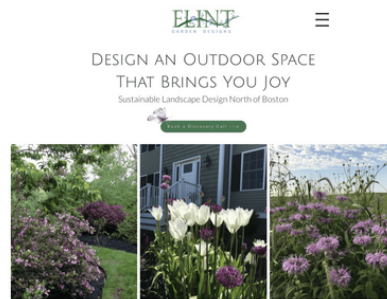 FLINT
GARDEN DESIGNS
DESIGN AN OUTDOOR SPACE
THAT BRINGS YOU JOY
Sustainable Landscape Design North of Boston
Book a Discovery Call